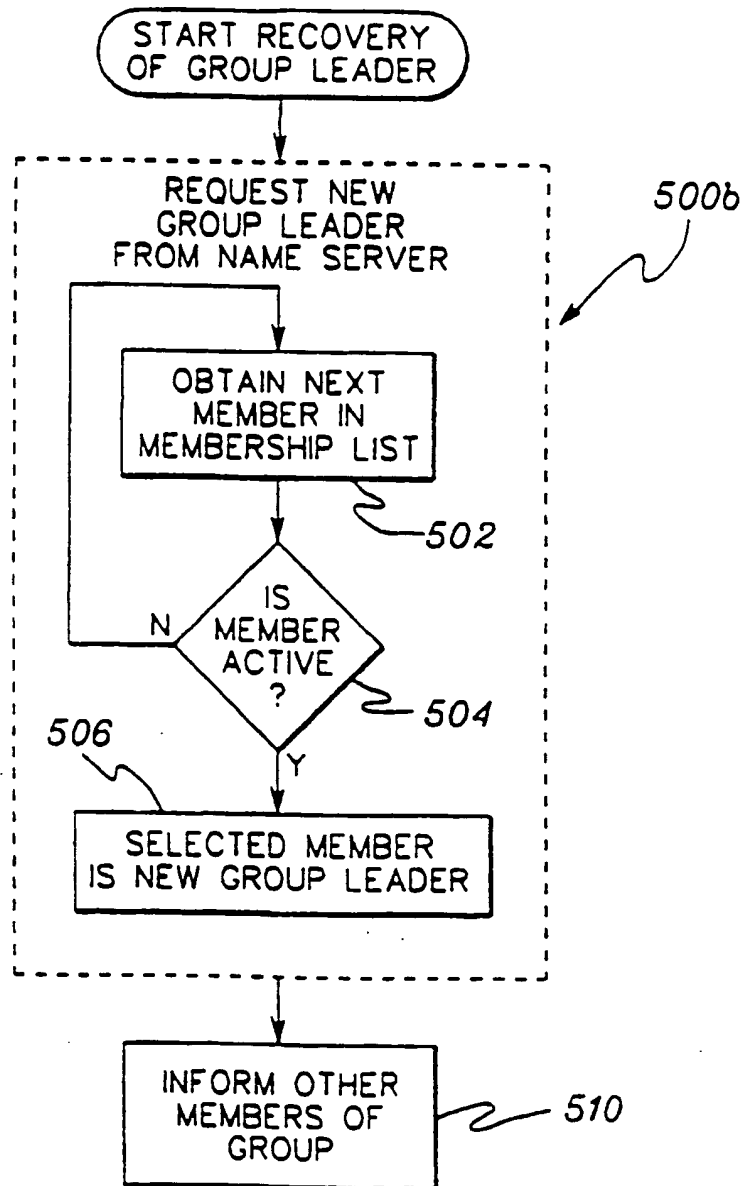 START RECOVERY
OF GROUP LEADER
REQUEST NEW
GROUP LEADER
FROM NAME SERVER
500b
OBTAIN NEXT
MEMBER IN
MEMBERSHIP LIST
502
IS
MEMBER
ACTIVE
?
N
504
Y
506
SELECTED MEMBER
IS NEW GROUP LEADER
INFORM OTHER
MEMBERS OF
GROUP
510